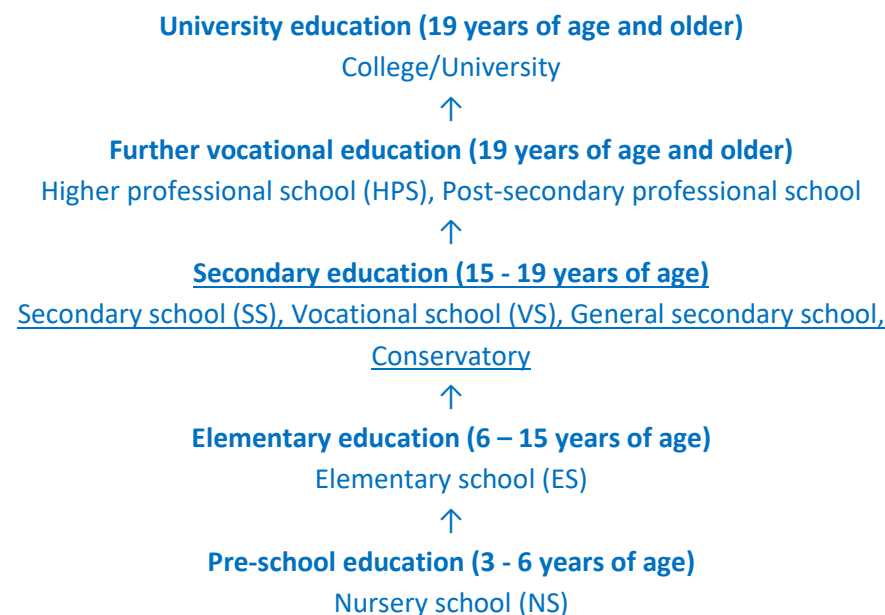 University education (19 years of age and older)
College/University
↑
Further vocational education (19 years of age and older)
Higher professional school (HPS), Post-secondary professional school
↑
Secondary education (15 - 19 years of age)
Secondary school (SS), Vocational school (VS), General secondary school,
Conservatory
↑
Elementary education (6 – 15 years of age)
Elementary school (ES)
↑
Pre-school education (3 - 6 years of age)
Nursery school (NS)